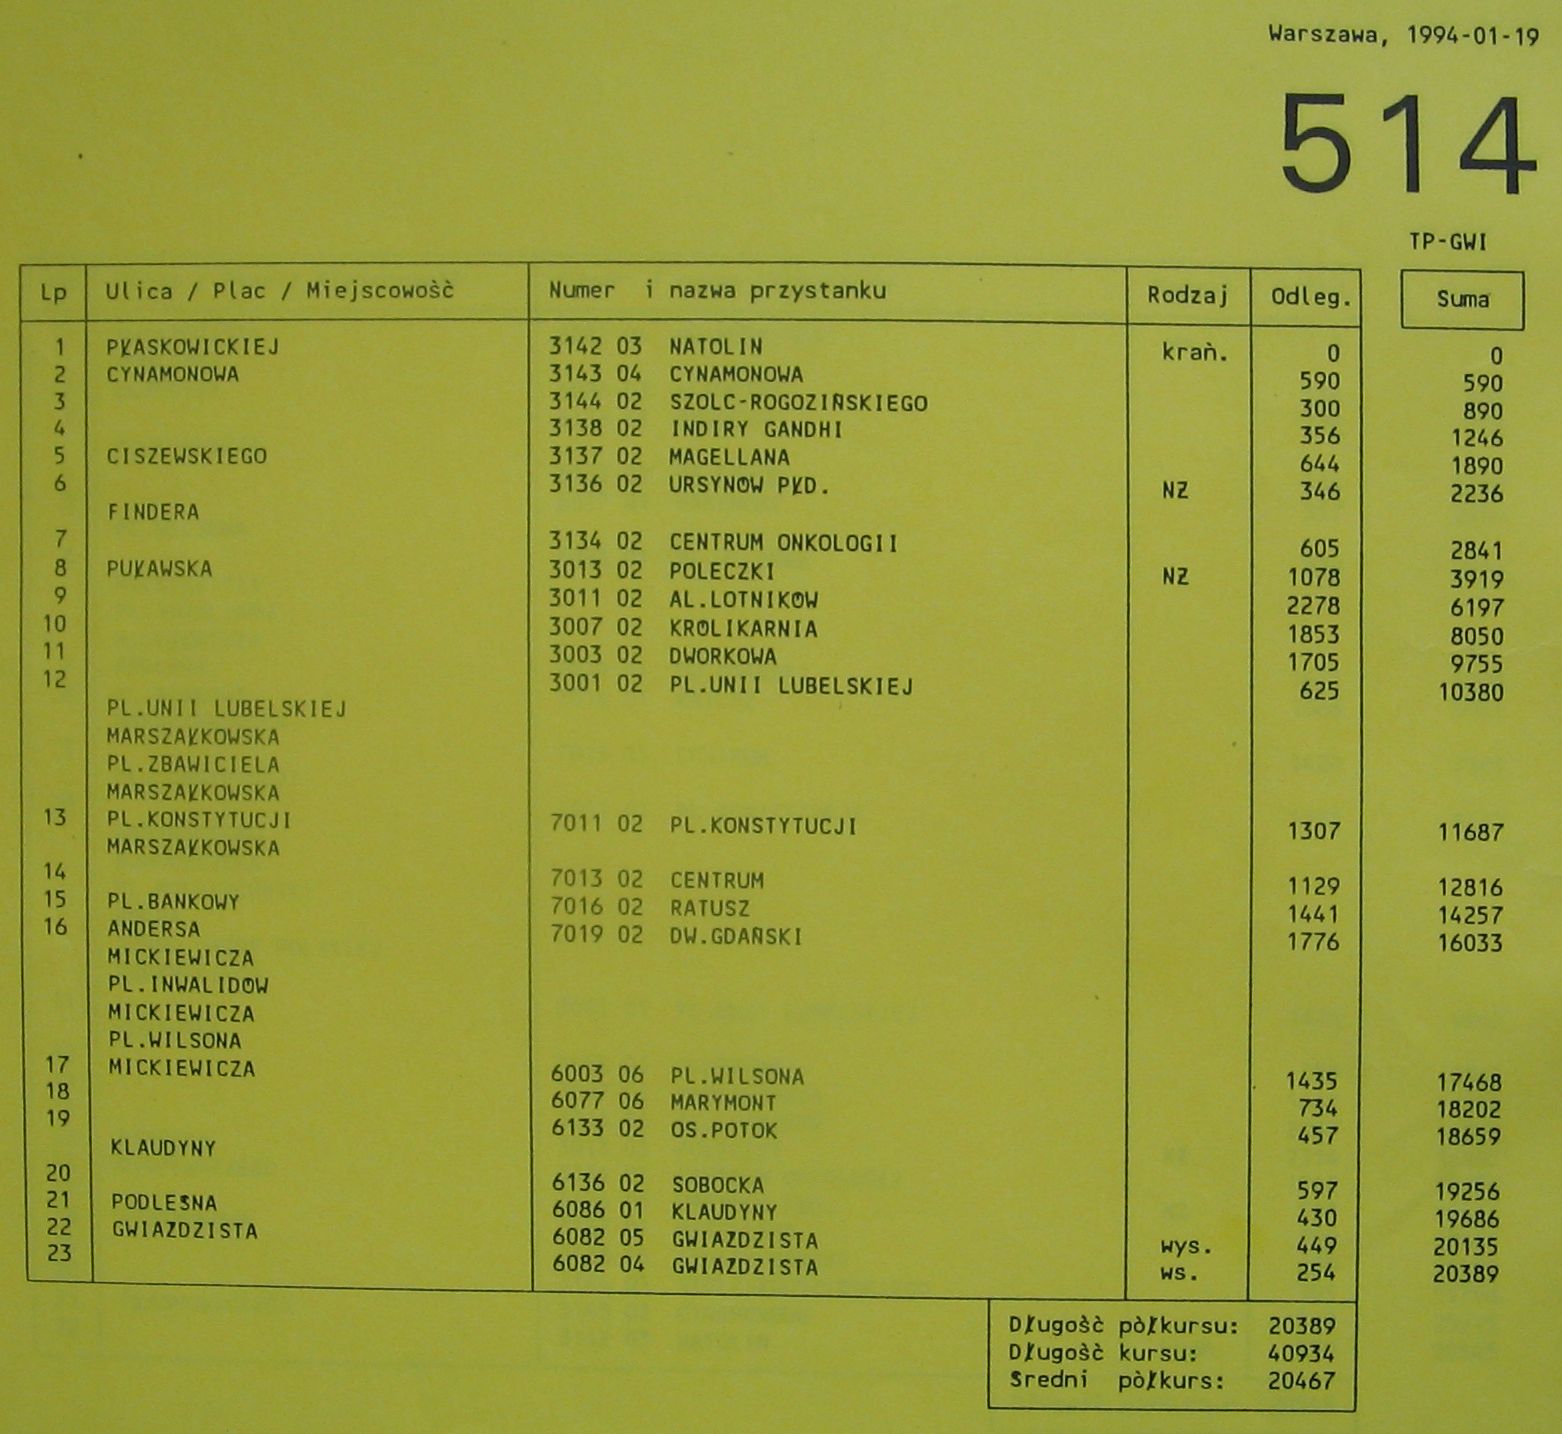 Warszawa, 1994-01-19
514
TP-GWI
Lp Ulica / Plac / Miejscowość Numer i nazwa przystanku Rodzaj Odleg. Suma
1 PŁASKOWICKIEJ 3142 03 NATOLIN krań. 0 0
2 CYNAMONOWA 3143 04 CYNAMONOWA 590 590
3 3144 02 SZOLC-ROGOZIŃSKIEGO 300 890
4 3138 02 INDIRY GANDHI 356 1246
5 CISZEWSKIEGO 3137 02 MAGELLANA 644 1890
6 3136 02 URSYNÓW PŁD. NŻ 346 2236
FINDERA
7 3134 02 CENTRUM ONKOLOGII 605 2841
8 PUŁAWSKA 3013 02 POLECZKI NŻ 1078 3919
9 3011 02 AL.LOTNIKÓW 2278 6197
10 3007 02 KRÓLIKARNIA 1853 8050
11 3003 02 DWORKOWA 1705 9755
12 3001 02 PL.UNII LUBELSKIEJ 625 10380
PL.UNII LUBELSKIEJ
MARSZAŁKOWSKA
PL.ZBAWICIELA
MARSZAŁKOWSKA
13 PL.KONSTYTUCJI 7011 02 PL.KONSTYTUCJI 1307 11687
MARSZAŁKOWSKA
14 7013 02 CENTRUM 1129 12816
15 PL.BANKOWY 7016 02 RATUSZ 1441 14257
16 ANDERSA 7019 02 DW.GDAŃSKI 1776 16033
MICKIEWICZA
PL.INWALIDÓW
MICKIEWICZA
PL.WILSONA
17 MICKIEWICZA 6003 06 PL.WILSONA 1435 17468
18 6077 06 MARYMONT 734 18202
19 6133 02 OS.POTOK 457 18659
KLAUDYNY
20 6136 02 SOBOCKA 597 19256
21 PODLEŚNA 6086 01 KLAUDYNY 430 19686
22 GWIAŹDZISTA 6082 05 GWIAŹDZISTA wys. 449 20135
23 6082 04 GWIAŹDZISTA ws. 254 20389
Długość półkursu: 20389
Długość kursu: 40934
Średni półkurs: 20467